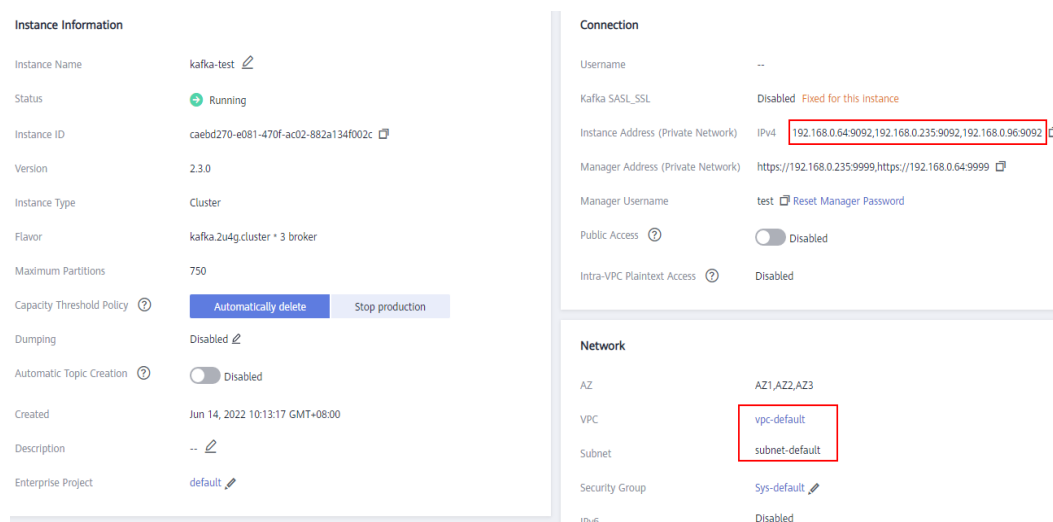 Instance Information
Instance Name kafka-test
Status Running
Instance ID caebd270-e081-470f-ac02-882a134f002c
Version 2.3.0
Instance Type Cluster
Flavor kafka.2u4g.cluster * 3 broker
Maximum Partitions 750
Capacity Threshold Policy ? Automatically delete Stop production
Dumping Disabled
Automatic Topic Creation ? Disabled
Created Jun 14, 2022 10:13:17 GMT+08:00
Description --
Enterprise Project default
Connection
Username --
Kafka SASL_SSL Disabled Fixed for this instance
Instance Address (Private Network) IPv4 192.168.0.64:9092,192.168.0.235:9092,192.168.0.96:9092
Manager Address (Private Network) https://192.168.0.235:9999,https://192.168.0.64:9999
Manager Username test Reset Manager Password
Public Access ? Disabled
Intra-VPC Plaintext Access ? Disabled
Network
AZ AZ1,AZ2,AZ3
VPC vpc-default
Subnet subnet-default
Security Group Sys-default
IPv6 Disabled